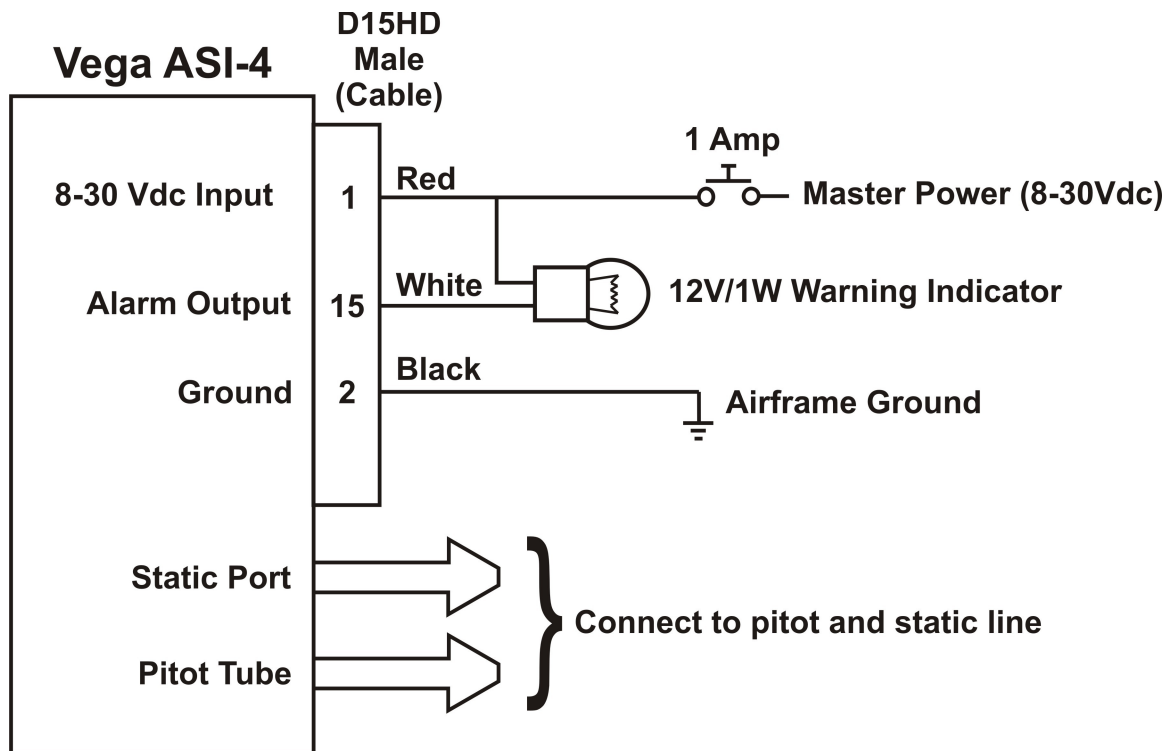 D15HD
Male
(Cable)
Vega ASI-4
1 Amp
8-30 Vdc Input
1
Red
Master Power (8-30Vdc)
Alarm Output
15
White
12V/1W Warning Indicator
Ground
2
Black
Airframe Ground
Static Port
Connect to pitot and static line
Pitot Tube